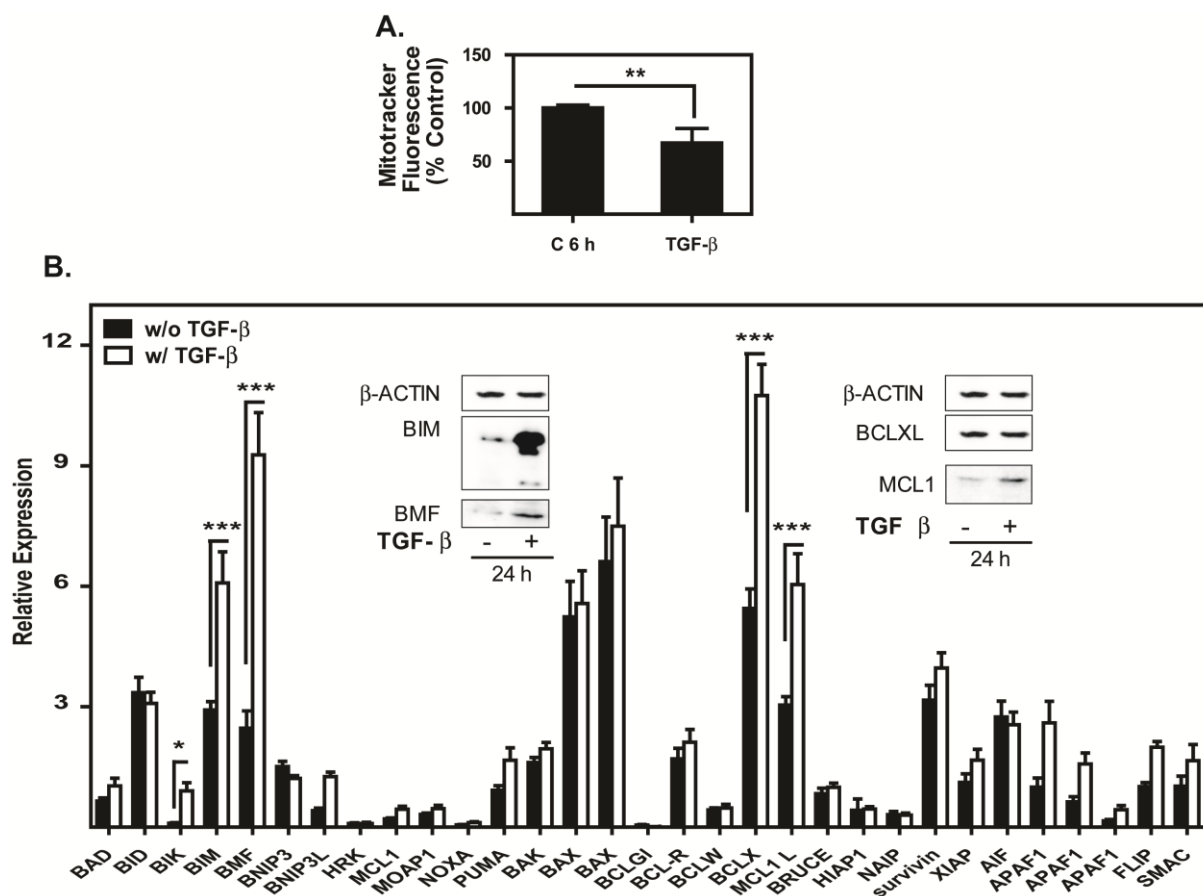 A.
Mitotracker
Fluorescence
(% Control)
150
100
50
**
C 6 h
TGF-β
B.
Relative Expression
12
9
6
3
w/o TGF-β
w/ TGF-β
*
***
***
***
***
β-ACTIN
BIM
BMF
TGF- β
- +
24 h
β-ACTIN
BCLXL
MCL1
TGF β
- +
24 h
BAD
BID
BIK
BIM
BMF
BNIP3
BNIP3L
HRK
MCL1
MOAP1
NOXA
PUMA
BAK
BAX
BAX
BCLGI
BCL-R
BCLW
BCLX
MCL1 L
BRUCE
HIAP1
NAIP
survivin
XIAP
AIF
APAF1
APAF1
APAF1
FLIP
SMAC